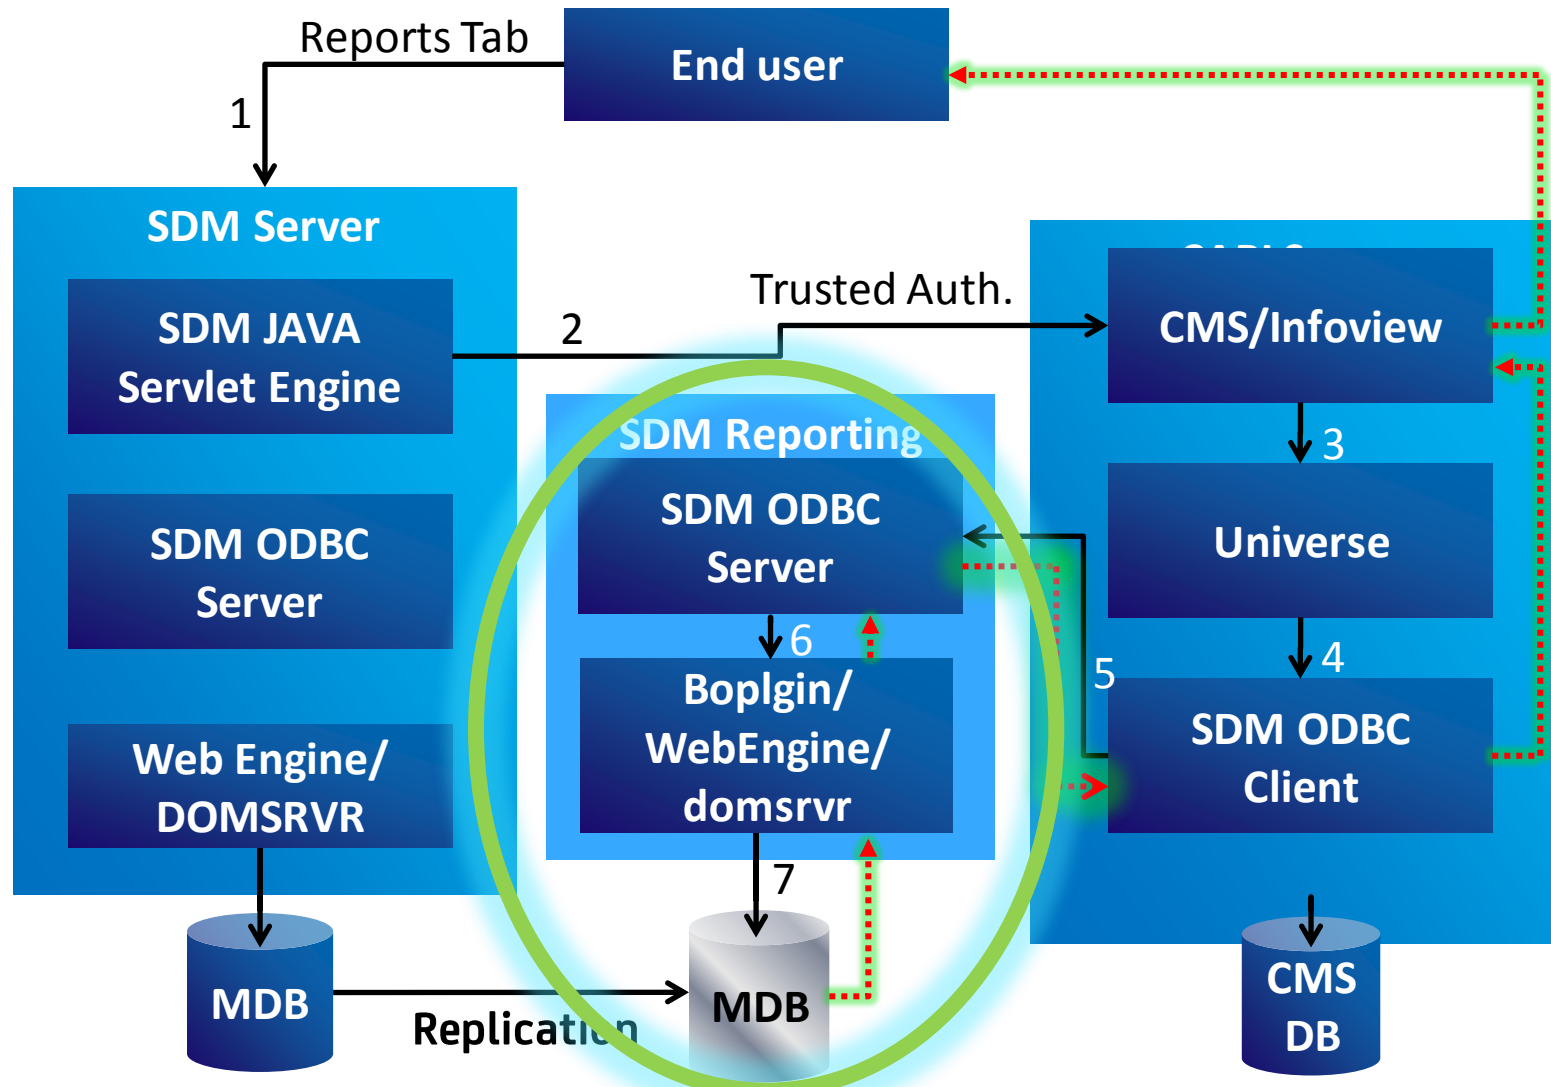 Reports Tab
End user
1
SDM Server
SDM JAVA
Servlet Engine
2
Trusted Auth.
CMS/Infoview
3
SDM Reporting
SDM ODBC
Server
SDM ODBC
Server
Universe
6
4
5
Boplgin/
WebEngine/
domsrvr
SDM ODBC
Client
Web Engine/
DOMSRVR
7
MDB
Replication
MDB
CMS
DB